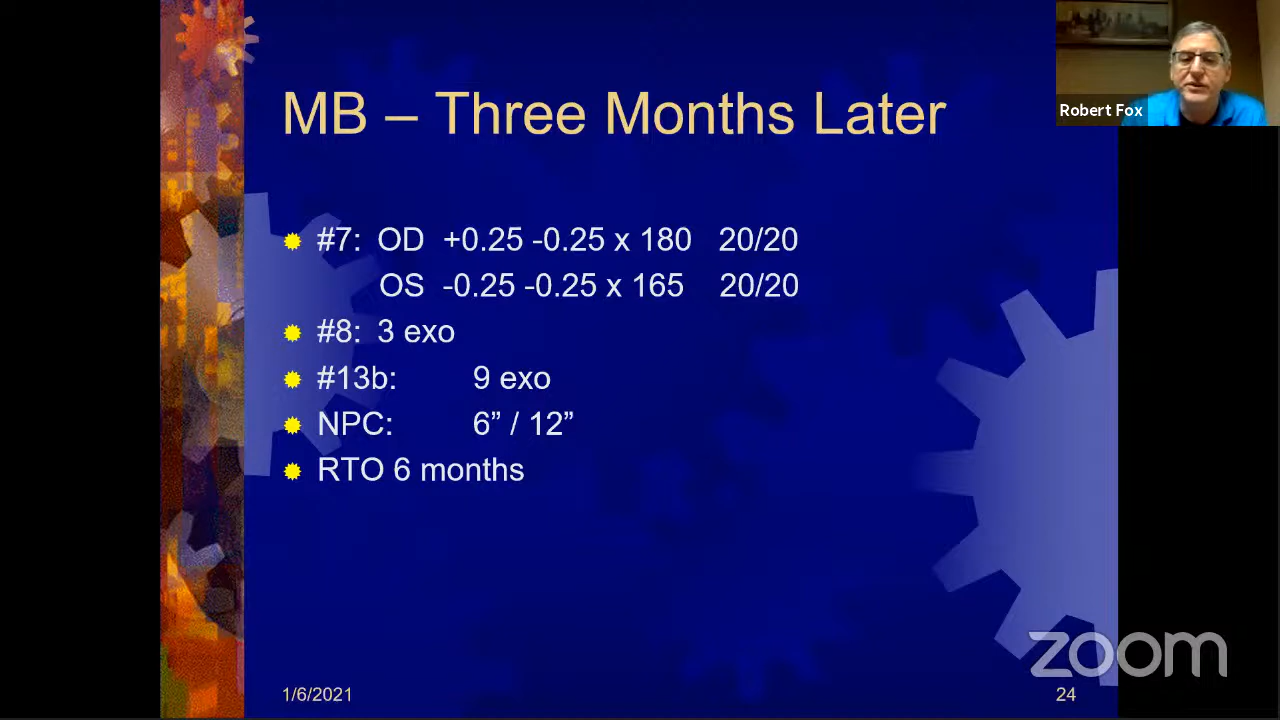 MB – Three Months Later
Robert Fox
#7: OD +0.25 -0.25 x 180 20/20
OS -0.25 -0.25 x 165 20/20
#8: 3 exo
#13b: 9 exo
NPC: 6” / 12”
RTO 6 months
zoom
1/6/2021
24